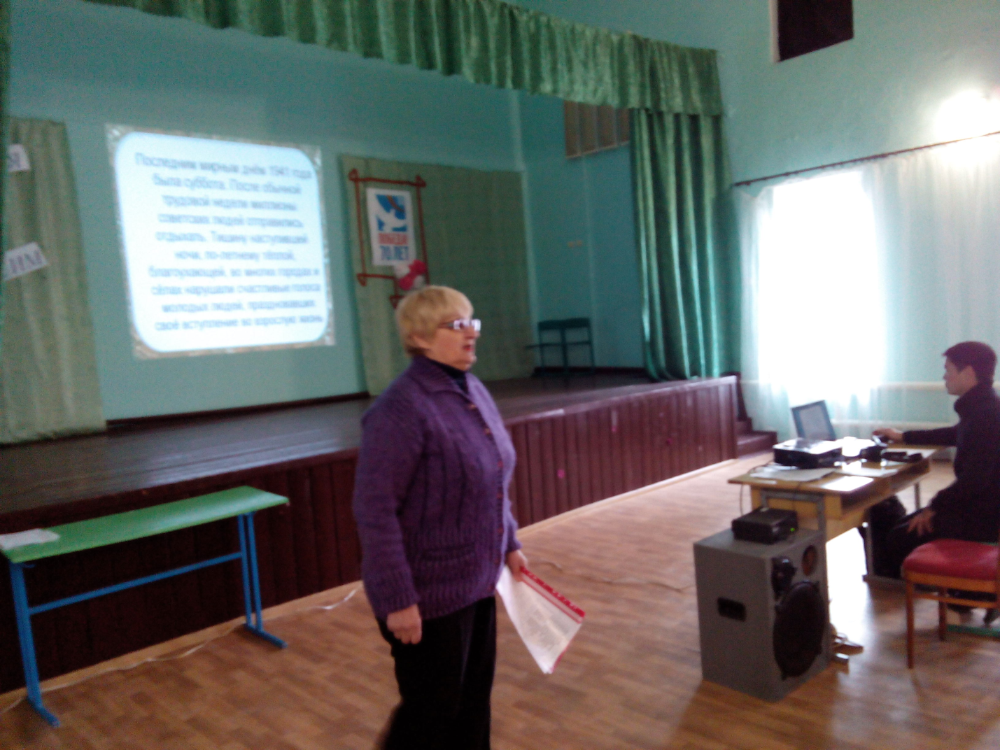 Последним мирным днём 1941 года
была суббота. После обычной
трудовой недели миллионы
советских людей отправились
отдыхать. Тишину наступившей
ночи, по-летнему тёплой,
благоухающей, во многих городах и
сёлах нарушали счастливые голоса
молодых людей, праздновавших
своё вступление во взрослую жизнь
ПОБЕДА!
70 ЛЕТ